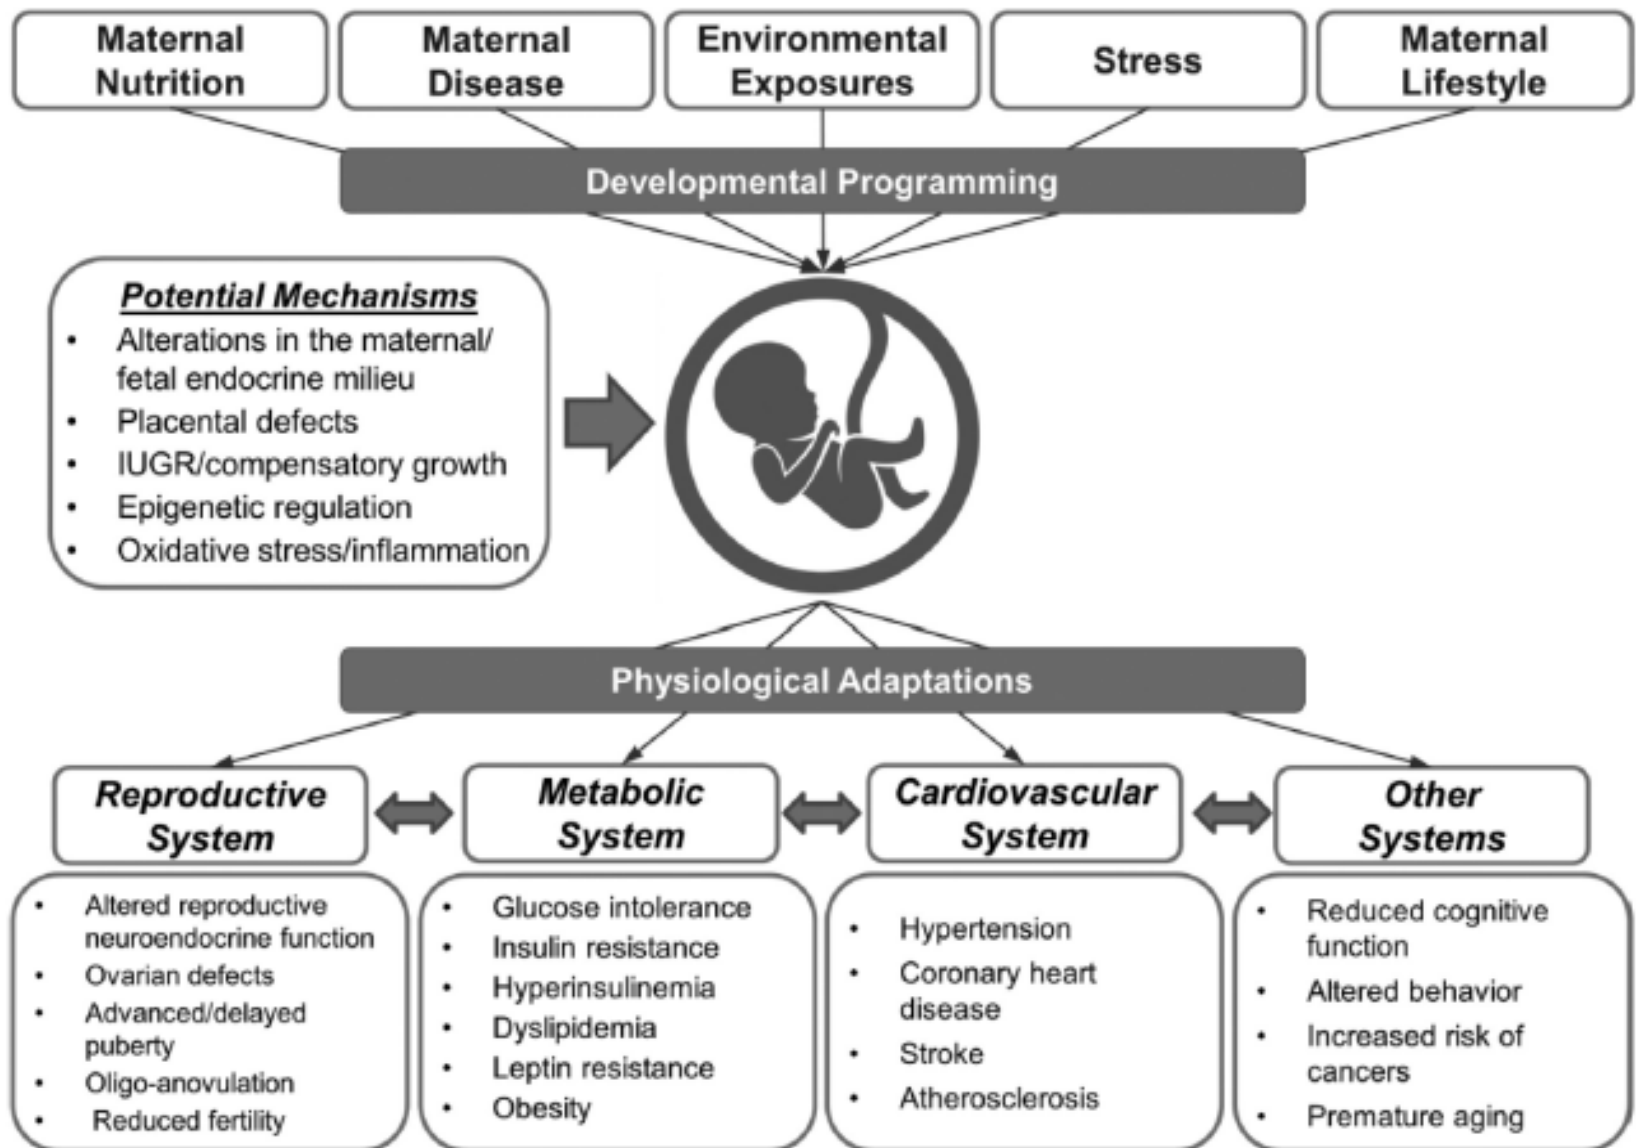 Maternal
Nutrition
Maternal
Disease
Environmental
Exposures
Stress
Maternal
Lifestyle
Developmental Programming
Potential Mechanisms
• Alterations in the maternal/
fetal endocrine milieu
• Placental defects
• IUGR/compensatory growth
• Epigenetic regulation
• Oxidative stress/inflammation
Physiological Adaptations
Reproductive
System
• Altered reproductive
neuroendocrine function
• Ovarian defects
• Advanced/delayed
puberty
• Oligo-anovulation
• Reduced fertility
Metabolic
System
• Glucose intolerance
• Insulin resistance
• Hyperinsulinemia
• Dyslipidemia
• Leptin resistance
• Obesity
Cardiovascular
System
• Hypertension
• Coronary heart
disease
• Stroke
• Atherosclerosis
Other
Systems
• Reduced cognitive
function
• Altered behavior
• Increased risk of
cancers
• Premature aging